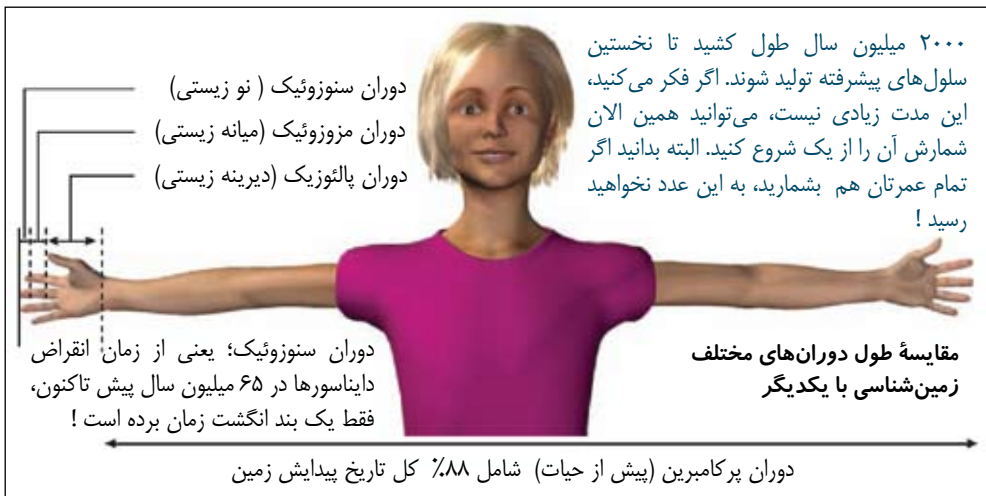 ۲۰۰۰ میلیون سال طول کشید تا نخستین
سلول‌های پیشرفته تولید شوند. اگر فکر می‌کنید،
این مدت زیادی نیست، می‌توانید همین الان
شمارش آن را از یک شروع کنید. البته بدانید اگر
تمام عمرتان هم بشمارید، به این عدد نخواهید
رسید !
دوران سنوزوئیک ( نو زیستی)
دوران مزوزوئیک (میانه زیستی)
دوران پالئوزیک (دیرینه زیستی)
مقایسهٔ طول دوران‌های مختلف
زمین‌شناسی با یکدیگر
دوران سنوزوئیک؛ یعنی از زمان انقراض
دایناسورها در ۶۵ میلیون سال پیش تاکنون،
فقط یک بند انگشت زمان برده است !
دوران پرکامبرین (پیش از حیات) شامل ۸۸٪ کل تاریخ پیدایش زمین